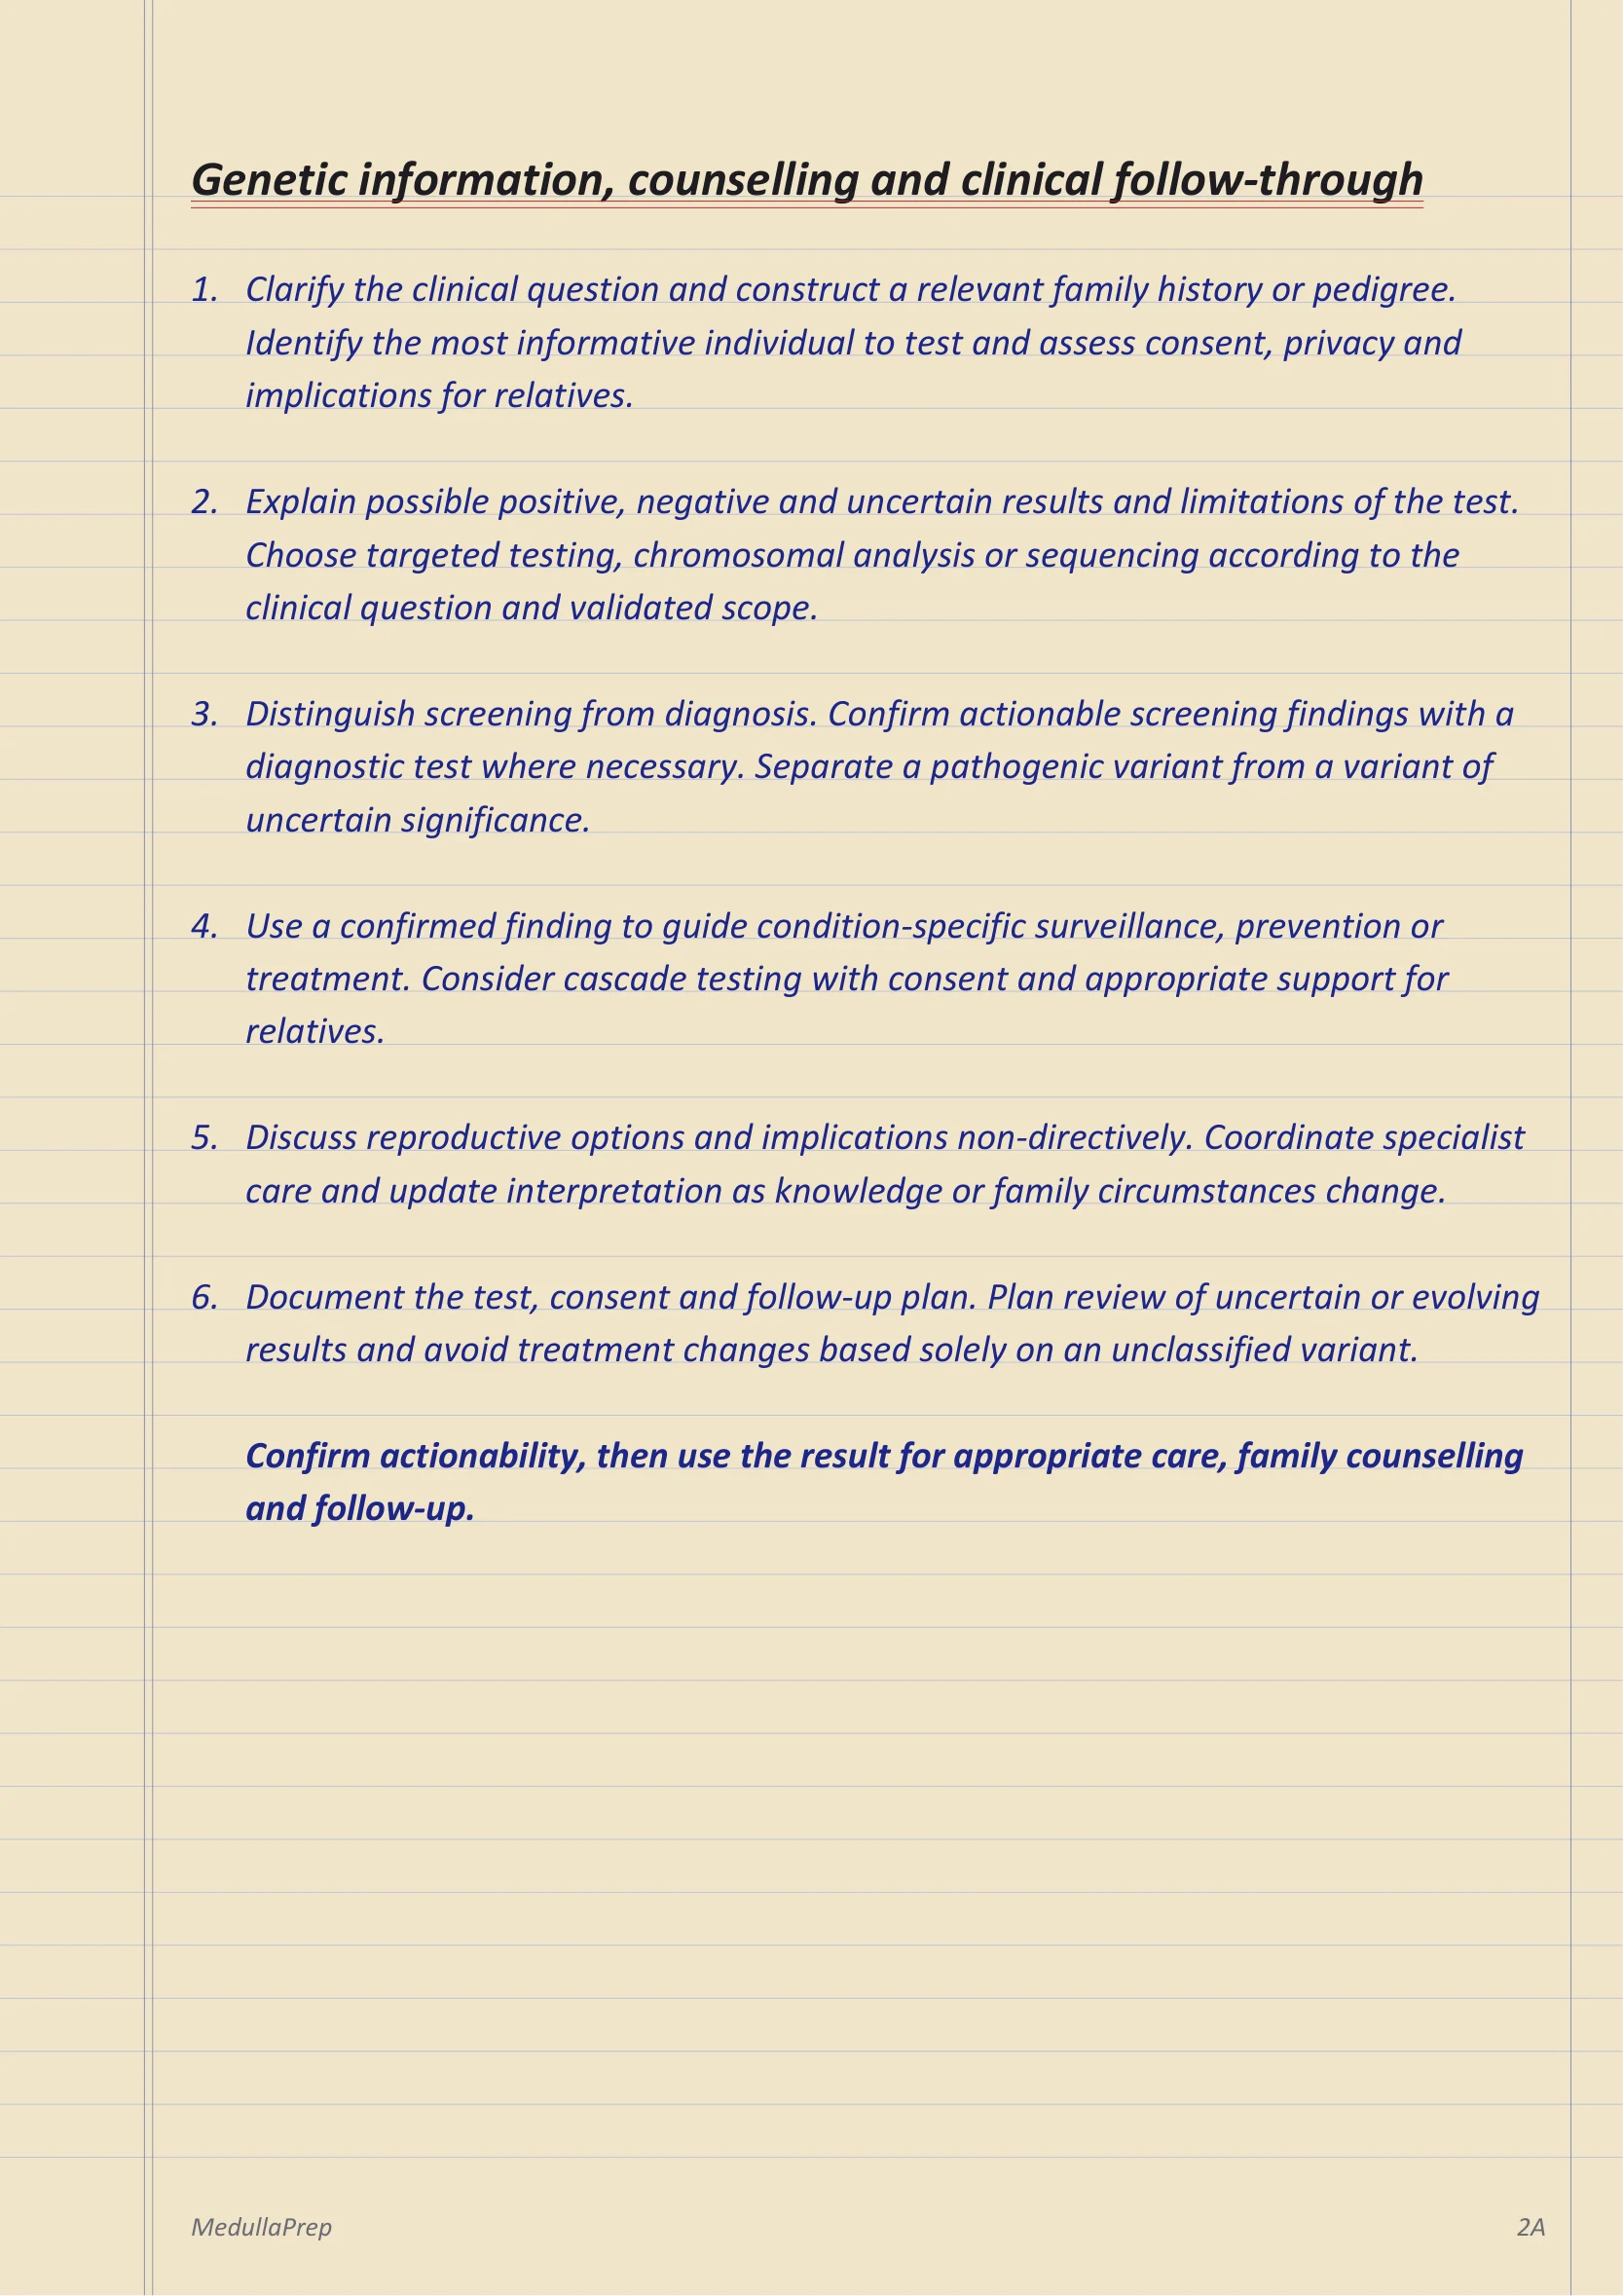 Genetic information, counselling and clinical follow-through
1. Clarify the clinical question and construct a relevant family history or pedigree.
Identify the most informative individual to test and assess consent, privacy and
implications for relatives.
2. Explain possible positive, negative and uncertain results and limitations of the test.
Choose targeted testing, chromosomal analysis or sequencing according to the
clinical question and validated scope.
3. Distinguish screening from diagnosis. Confirm actionable screening findings with a
diagnostic test where necessary. Separate a pathogenic variant from a variant of
uncertain significance.
4. Use a confirmed finding to guide condition-specific surveillance, prevention or
treatment. Consider cascade testing with consent and appropriate support for
relatives.
5. Discuss reproductive options and implications non-directively. Coordinate specialist
care and update interpretation as knowledge or family circumstances change.
6. Document the test, consent and follow-up plan. Plan review of uncertain or evolving
results and avoid treatment changes based solely on an unclassified variant.
Confirm actionability, then use the result for appropriate care, family counselling
and follow-up.
MedullaPrep
2A